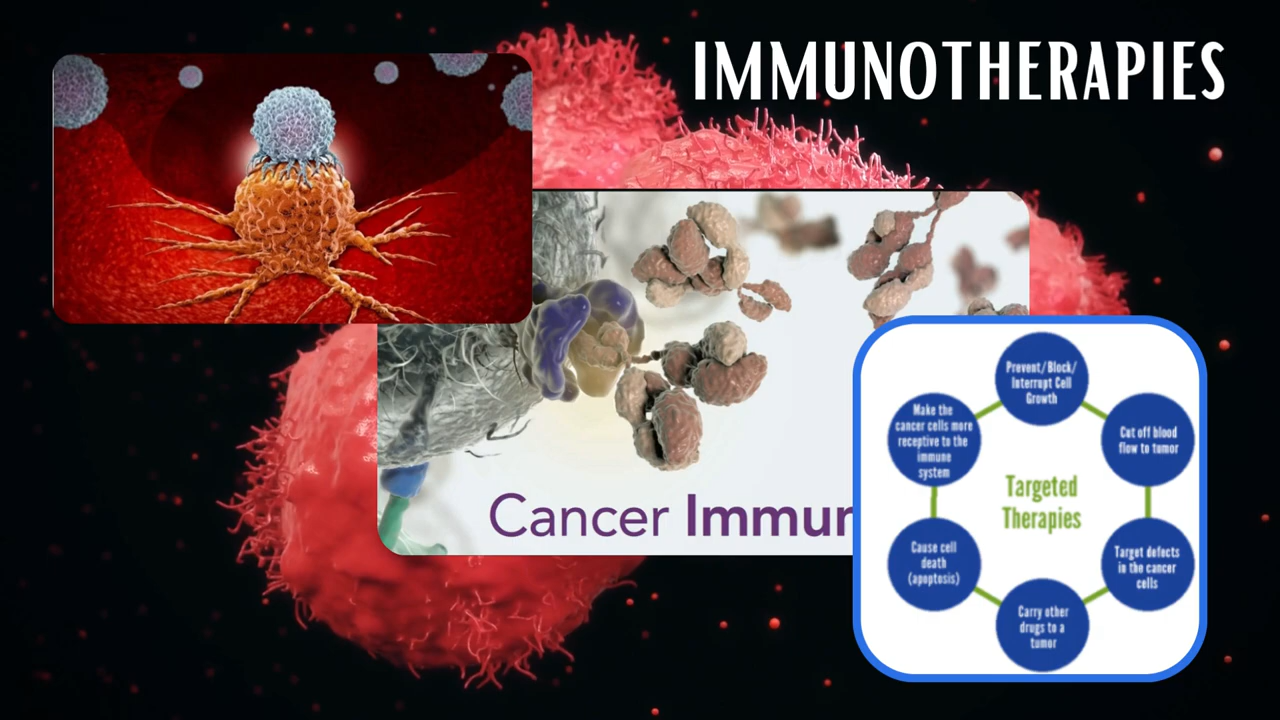 IMMUNOTHERAPIES
Cancer Immun
Prevent/Block/
Interrupt Cell
Growth
Cut off blood
flow to tumor
Target defects
in the cancer
cells
Carry other
drugs to a
tumor
Cause cell
death
(apoptosis)
Make the
cancer cells more
receptive to the
immune
system
Targeted
Therapies